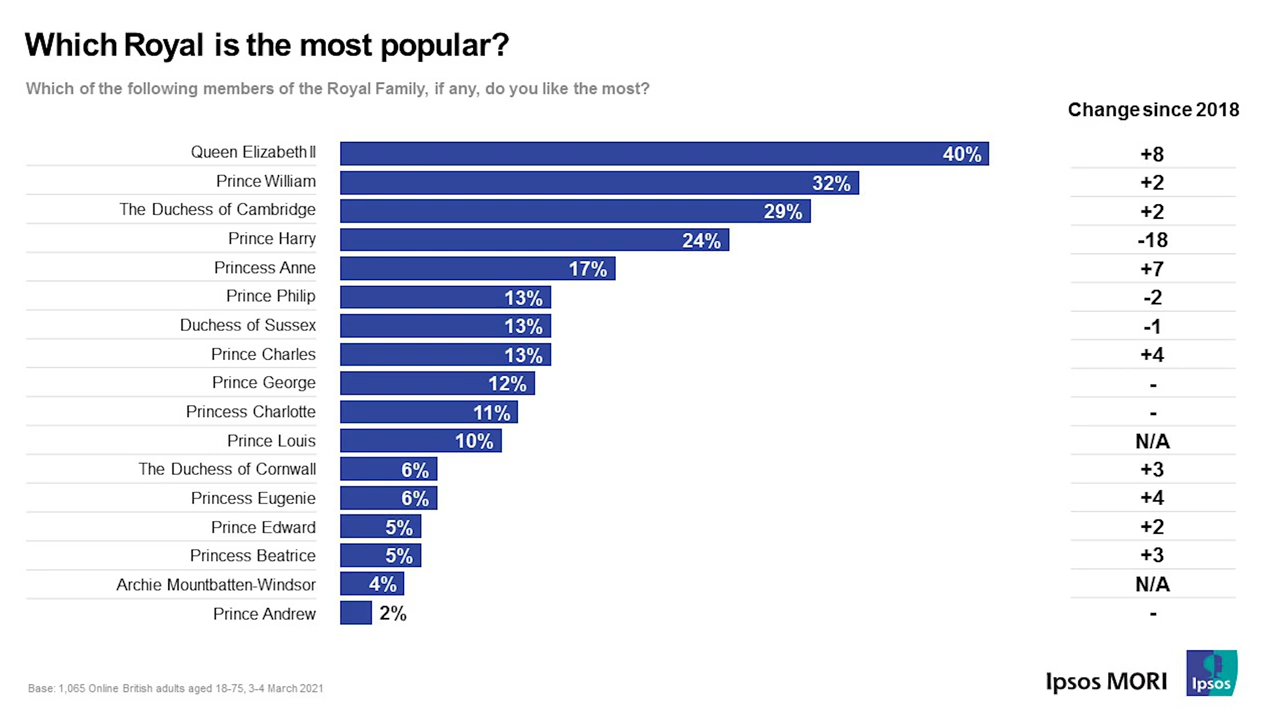 Which Royal is the most popular?
Which of the following members of the Royal Family, if any, do you like the most?
Change since 2018
Queen Elizabeth II 40% +8
Prince William 32% +2
The Duchess of Cambridge 29% +2
Prince Harry 24% -18
Princess Anne 17% +7
Prince Philip 13% -2
Duchess of Sussex 13% -1
Prince Charles 13% +4
Prince George 12% -
Princess Charlotte 11% -
Prince Louis 10% N/A
The Duchess of Cornwall 6% +3
Princess Eugenie 6% +4
Prince Edward 5% +2
Princess Beatrice 5% +3
Archie Mountbatten-Windsor 4% N/A
Prince Andrew 2% -
Base: 1,065 Online British adults aged 18-75, 3-4 March 2021
Ipsos MORI
Ipsos